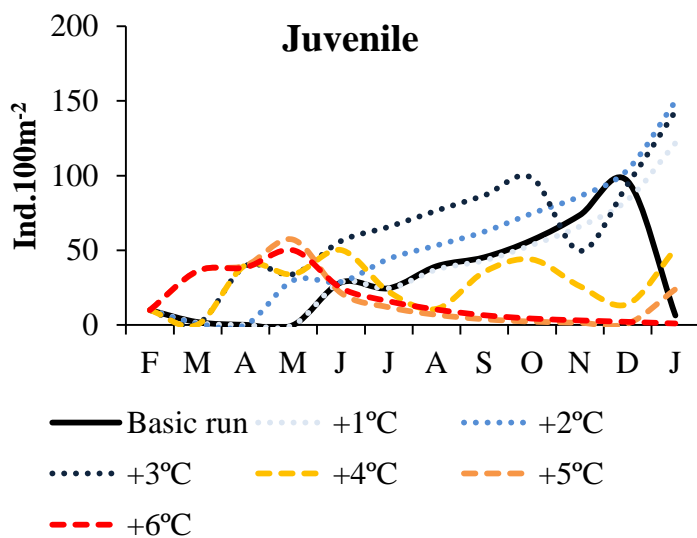 Juvenile
Ind.100m-2
200
150
100
50
0
F M A M J J A S O N D J
Basic run +1ºC +2ºC
+3ºC +4ºC +5ºC
+6ºC